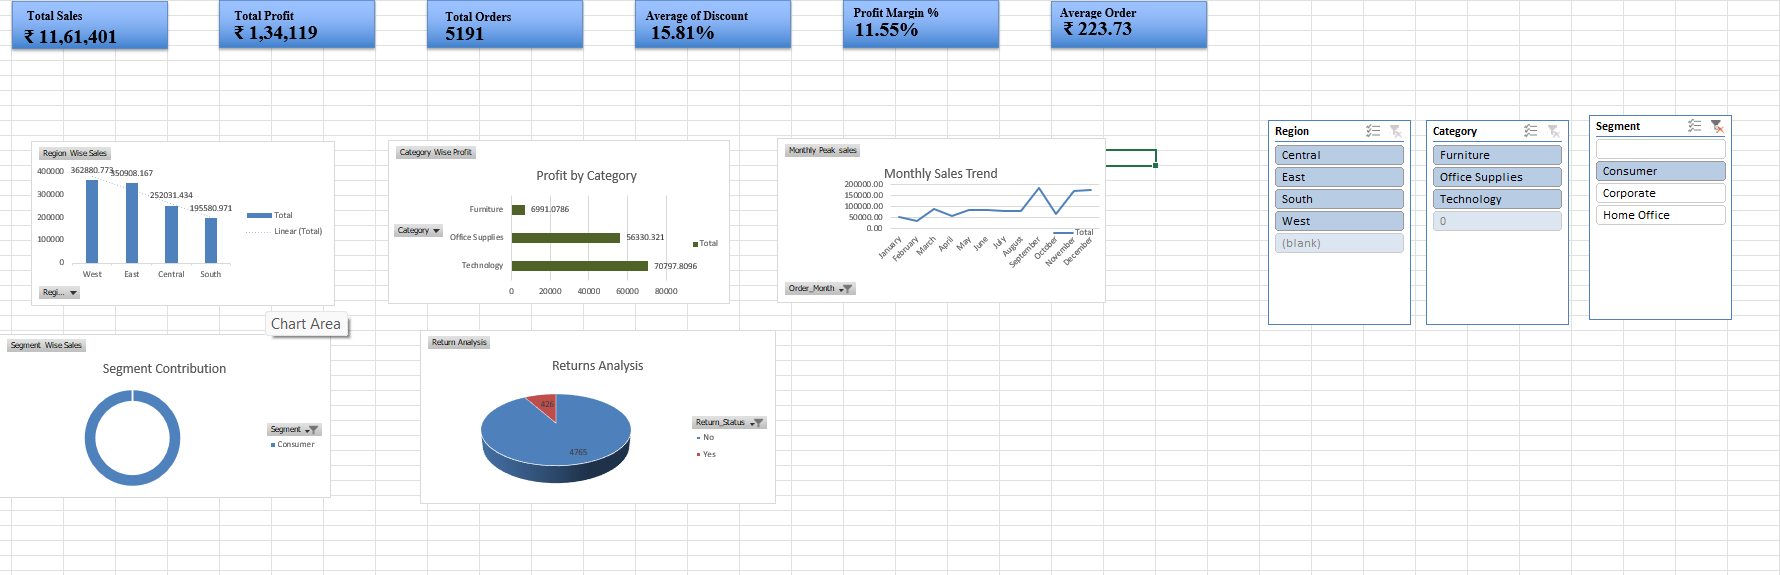 Total Sales
₹ 11,61,401
Total Profit
₹ 1,34,119
Total Orders
5191
Average of Discount
15.81%
Profit Margin %
11.55%
Average Order
₹ 223.73
Region Wise Sales
400000
300000
200000
100000
0
362880.773
350908.167
252031.434
195580.971
West
East
Central
South
Total
Linear (Total)
Regi...
Category Wise Profit
Profit by Category
Category
Furniture
6991.0786
Office Supplies
56330.321
Technology
70797.8096
0
20000
40000
60000
80000
Total
Monthly Peak sales
Monthly Sales Trend
200000.00
150000.00
100000.00
50000.00
0.00
January
February
March
April
May
June
July
August
September
October
November
December
Total
Order_Month
Region
Central
East
South
West
(blank)
Category
Furniture
Office Supplies
Technology
0
Segment
Consumer
Corporate
Home Office
Chart Area
Segment Wise Sales
Segment Contribution
Segment
Consumer
Return Analysis
Returns Analysis
426
4765
Return_Status
No
Yes